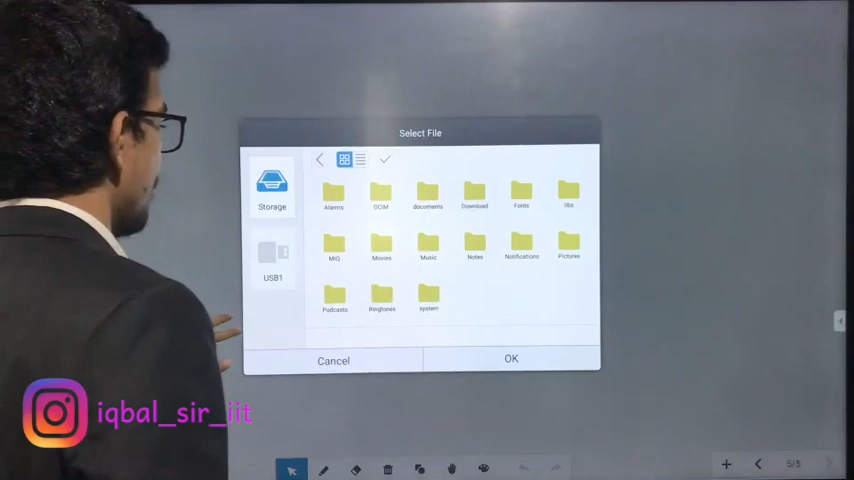 Select File
Storage
USB1
Alarms DCIM documents Download Fonts libs
MIQ Movies Music Notes Notifications Pictures
Podcasts Ringtones system
Cancel OK
iqbal_sir_iit
5/5